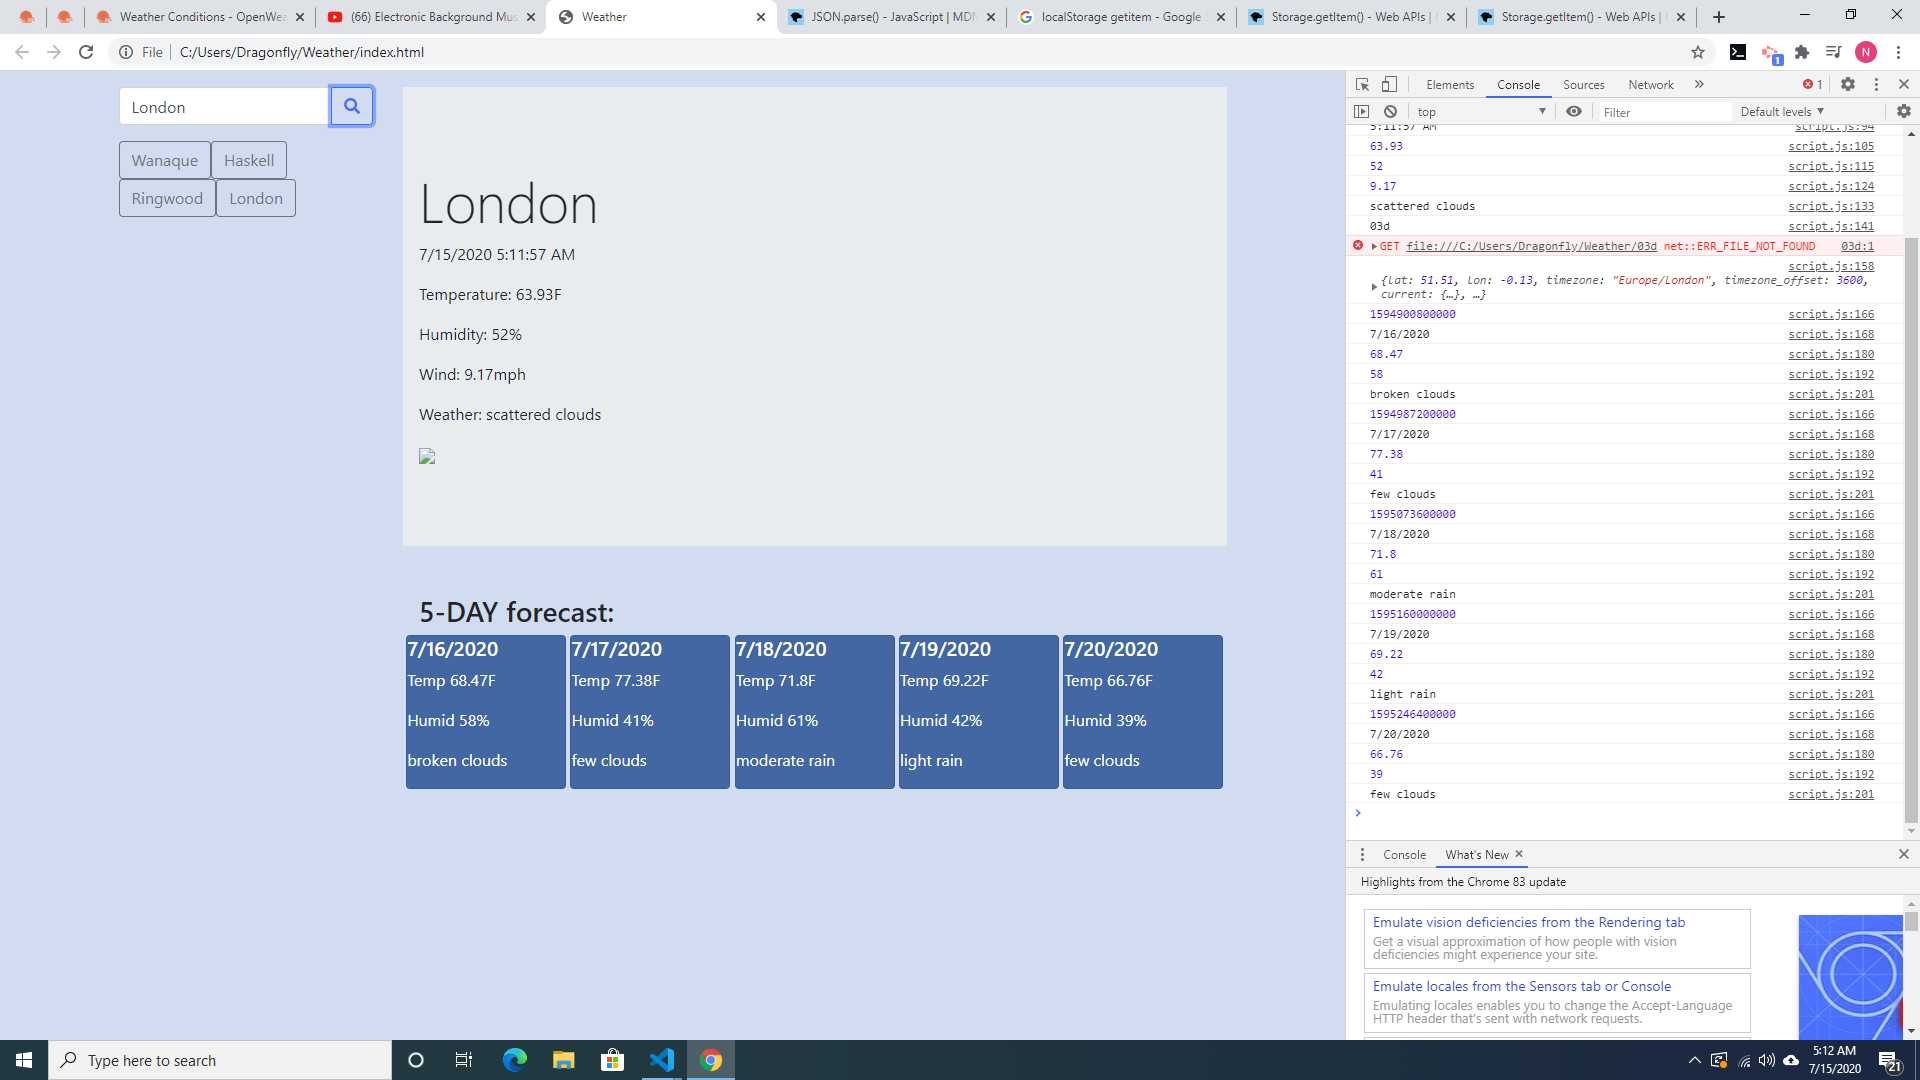 Weather Conditions - OpenWea
(66) Electronic Background Mus
Weather
JSON.parse() - JavaScript | MDN
localStorage getitem - Google S
Storage.getItem() - Web APIs |
Storage.getItem() - Web APIs |
File
C:/Users/Dragonfly/Weather/index.html
1
N
London
Wanaque
Haskell
Ringwood
London
London
7/15/2020 5:11:57 AM
Temperature: 63.93F
Humidity: 52%
Wind: 9.17mph
Weather: scattered clouds
5-DAY forecast:
7/16/2020
Temp 68.47F
Humid 58%
broken clouds
7/17/2020
Temp 77.38F
Humid 41%
few clouds
7/18/2020
Temp 71.8F
Humid 61%
moderate rain
7/19/2020
Temp 69.22F
Humid 42%
light rain
7/20/2020
Temp 66.76F
Humid 39%
few clouds
Elements Console Sources Network » 1
top Filter Default levels
5:11:57 AM script.js:94
63.93 script.js:105
52 script.js:115
9.17 script.js:124
scattered clouds script.js:133
03d script.js:141
GET file:///C:/Users/Dragonfly/Weather/03d net::ERR_FILE_NOT_FOUND 03d:1
script.js:158
{lat: 51.51, lon: -0.13, timezone: "Europe/London", timezone_offset: 3600,
current: {…}, …}
1594900800000 script.js:166
7/16/2020 script.js:168
68.47 script.js:180
58 script.js:192
broken clouds script.js:201
1594987200000 script.js:166
7/17/2020 script.js:168
77.38 script.js:180
41 script.js:192
few clouds script.js:201
1595073600000 script.js:166
7/18/2020 script.js:168
71.8 script.js:180
61 script.js:192
moderate rain script.js:201
1595160000000 script.js:166
7/19/2020 script.js:168
69.22 script.js:180
42 script.js:192
light rain script.js:201
1595246400000 script.js:166
7/20/2020 script.js:168
66.76 script.js:180
39 script.js:192
few clouds script.js:201
Console What's New
Highlights from the Chrome 83 update
Emulate vision deficiencies from the Rendering tab
Get a visual approximation of how people with vision
deficiencies might experience your site.
Emulate locales from the Sensors tab or Console
Emulating locales enables you to change the Accept-Language
HTTP header that's sent with network requests.
Type here to search
5:12 AM
7/15/2020
21